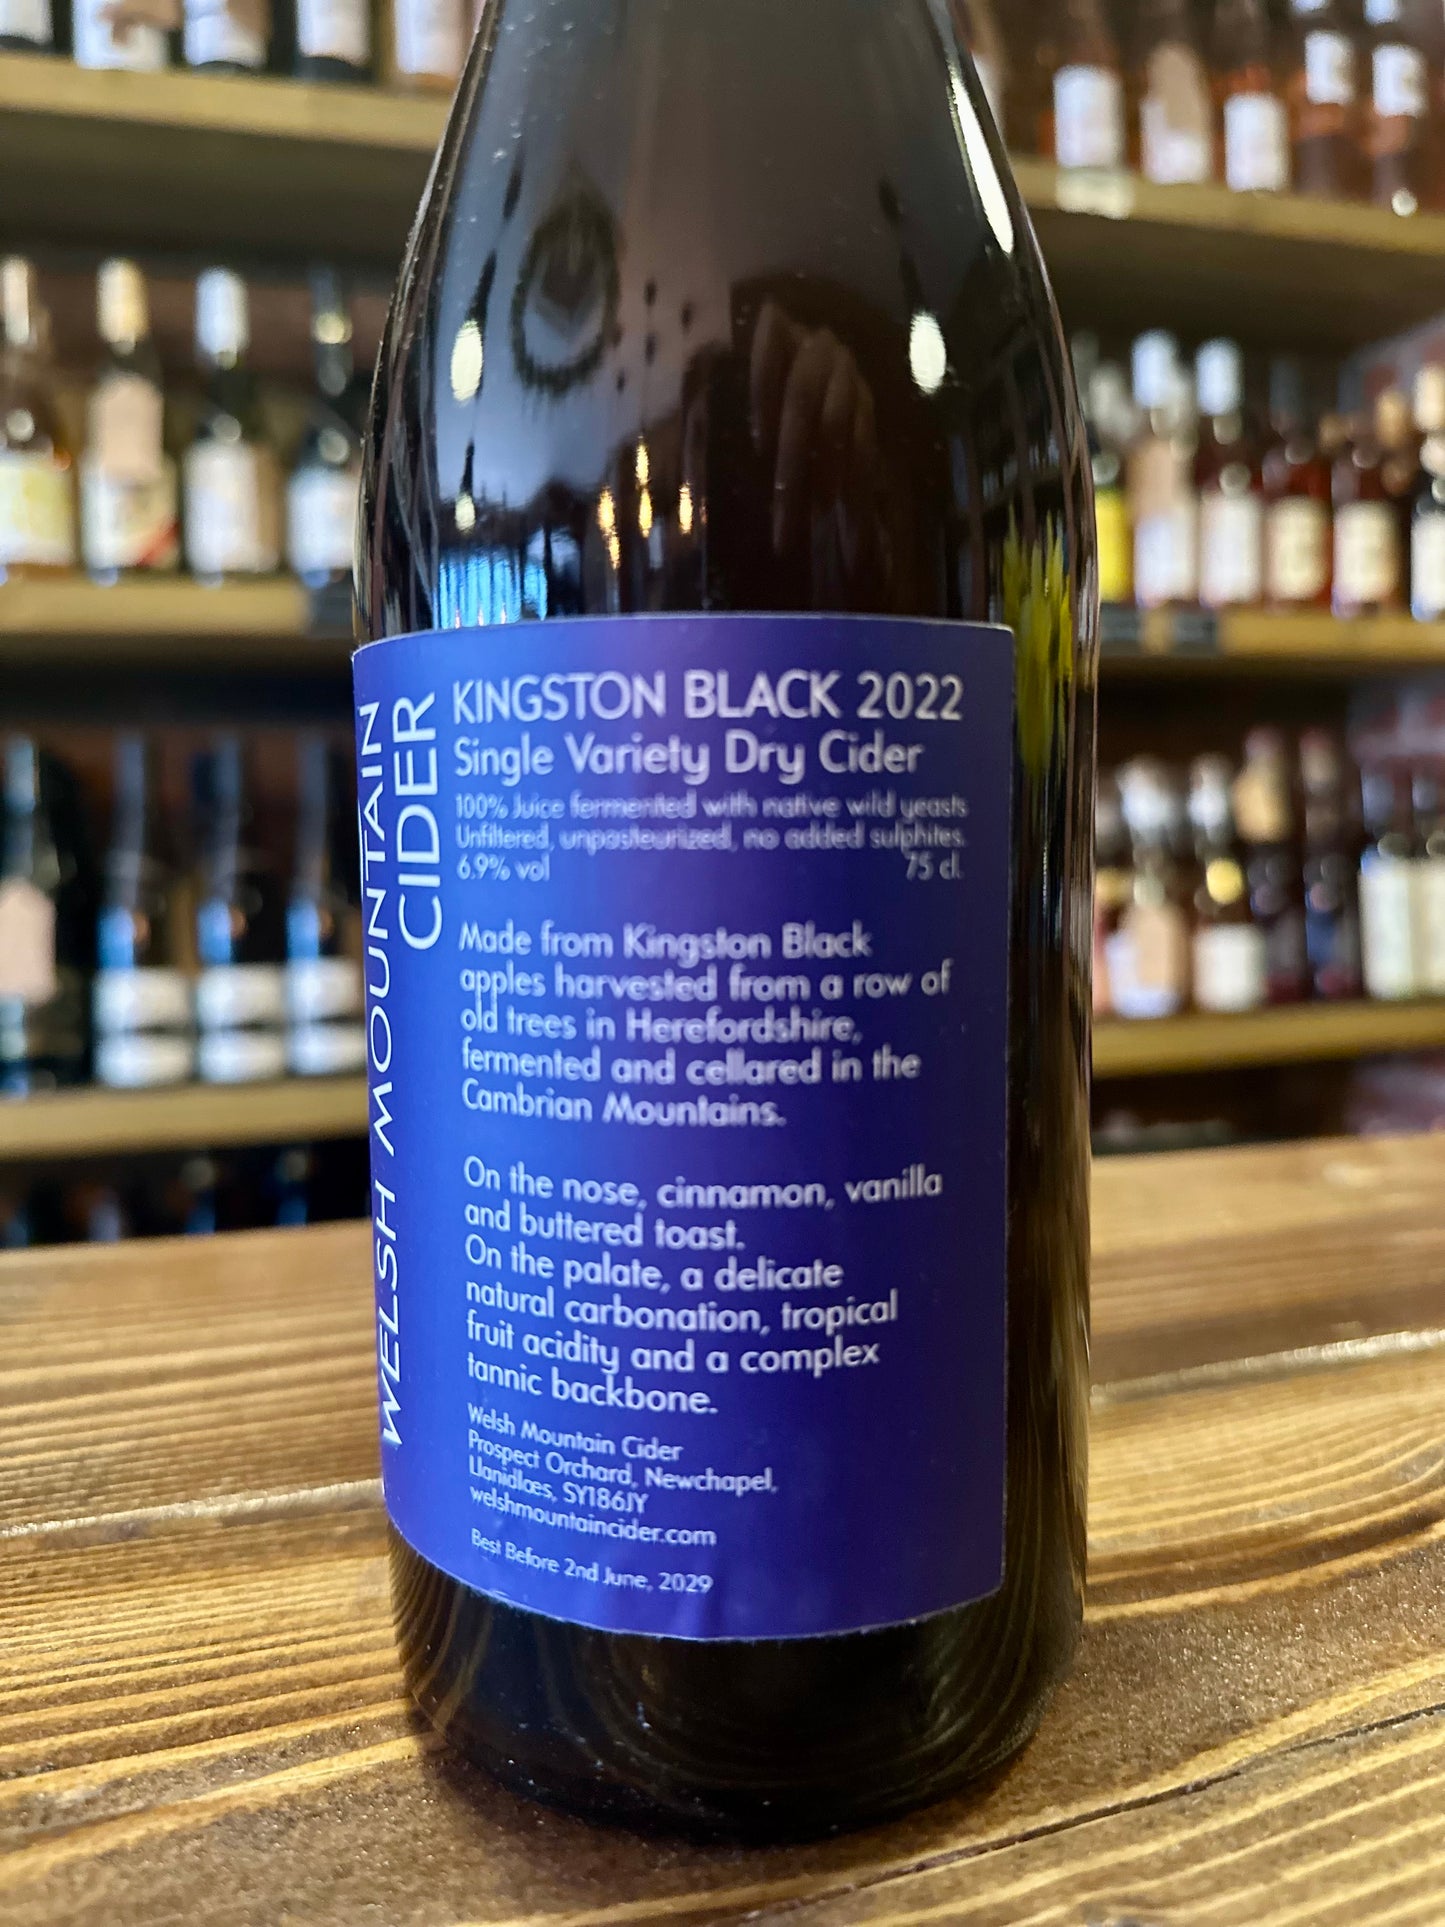 WELSH MOUNTAIN
CIDER
KINGSTON BLACK 2022
Single Variety Dry Cider
100% Juice fermented with native wild yeasts
Unfiltered, unpasteurized, no added sulphites.
6.9% vol 75 cl.
Made from Kingston Black
apples harvested from a row of
old trees in Herefordshire,
fermented and cellared in the
Cambrian Mountains.
On the nose, cinnamon, vanilla
and buttered toast.
On the palate, a delicate
natural carbonation, tropical
fruit acidity and a complex
tannic backbone.
Welsh Mountain Cider
Prospect Orchard, Newchapel,
Llanidloes, SY186JY
welshmountaincider.com
Best Before 2nd June, 2029